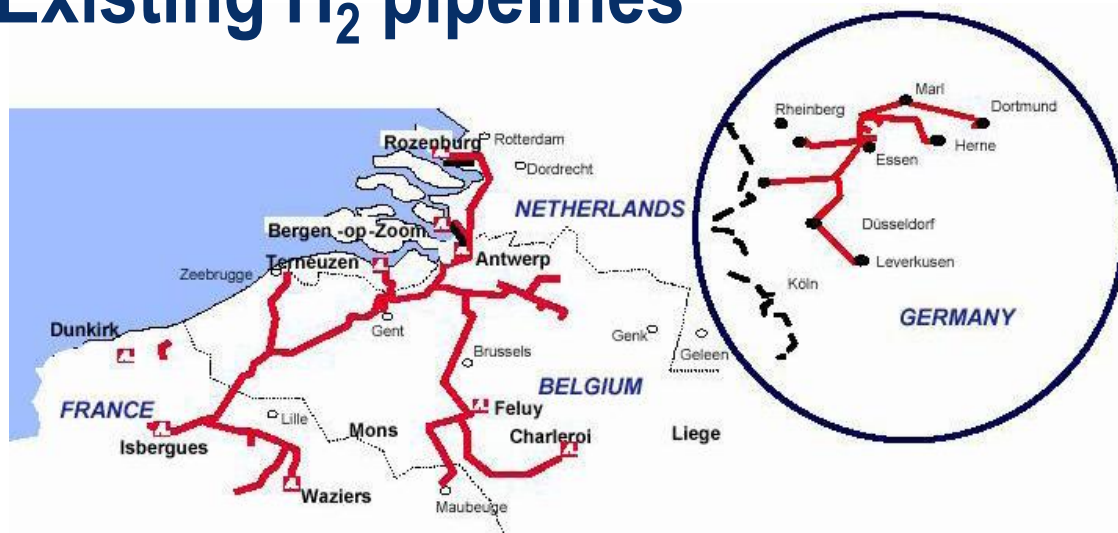 Existing H₂ pipelines
Marl
Rheinberg
Dortmund
Rozenburg
Rotterdam
Herne
Essen
Dordrecht
NETHERLANDS
Bergen -op-Zoom
Düsseldorf
Terneuzen
Antwerp
Zeebrugge
Leverkusen
Köln
GERMANY
Dunkirk
Gent
Genk
Geleen
Brussels
BELGIUM
FRANCE
Lille
Feluy
Mons
Charleroi
Liege
Isbergues
Waziers
Maubeuge